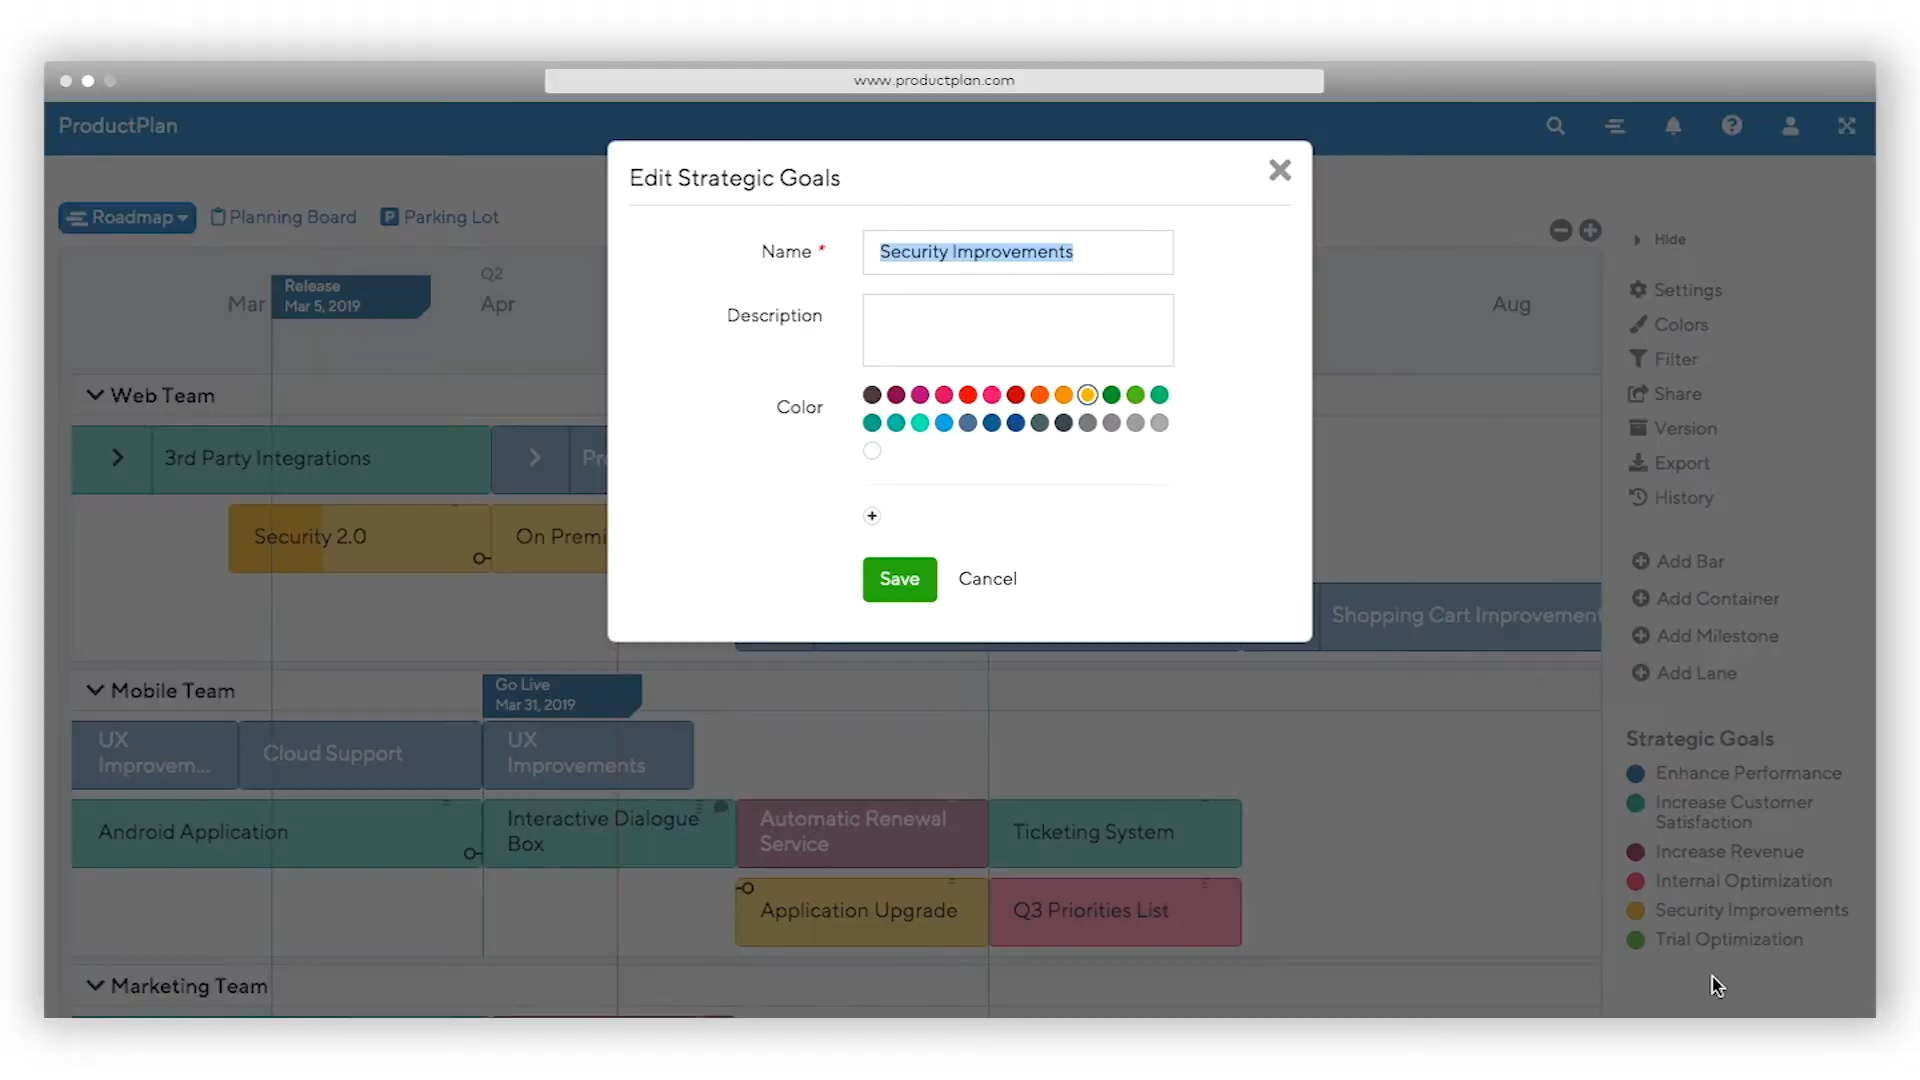 www.productplan.com
ProductPlan
Edit Strategic Goals
Name *
Security Improvements
Description
Color
Save
Cancel
Roadmap
Planning Board
P Parking Lot
Hide
Q2
Mar
Release
Mar 5, 2019
Apr
Aug
Settings
Colors
Filter
Share
Version
Export
History
Web Team
3rd Party Integrations
Security 2.0
On Premi
Shopping Cart Improvement
Add Bar
Add Container
Add Milestone
Add Lane
Mobile Team
Go Live
Mar 31, 2019
UX
Improvem...
Cloud Support
UX
Improvements
Android Application
Interactive Dialogue
Box
Automatic Renewal
Service
Ticketing System
Application Upgrade
Q3 Priorities List
Marketing Team
Strategic Goals
Enhance Performance
Increase Customer
Satisfaction
Increase Revenue
Internal Optimization
Security Improvements
Trial Optimization